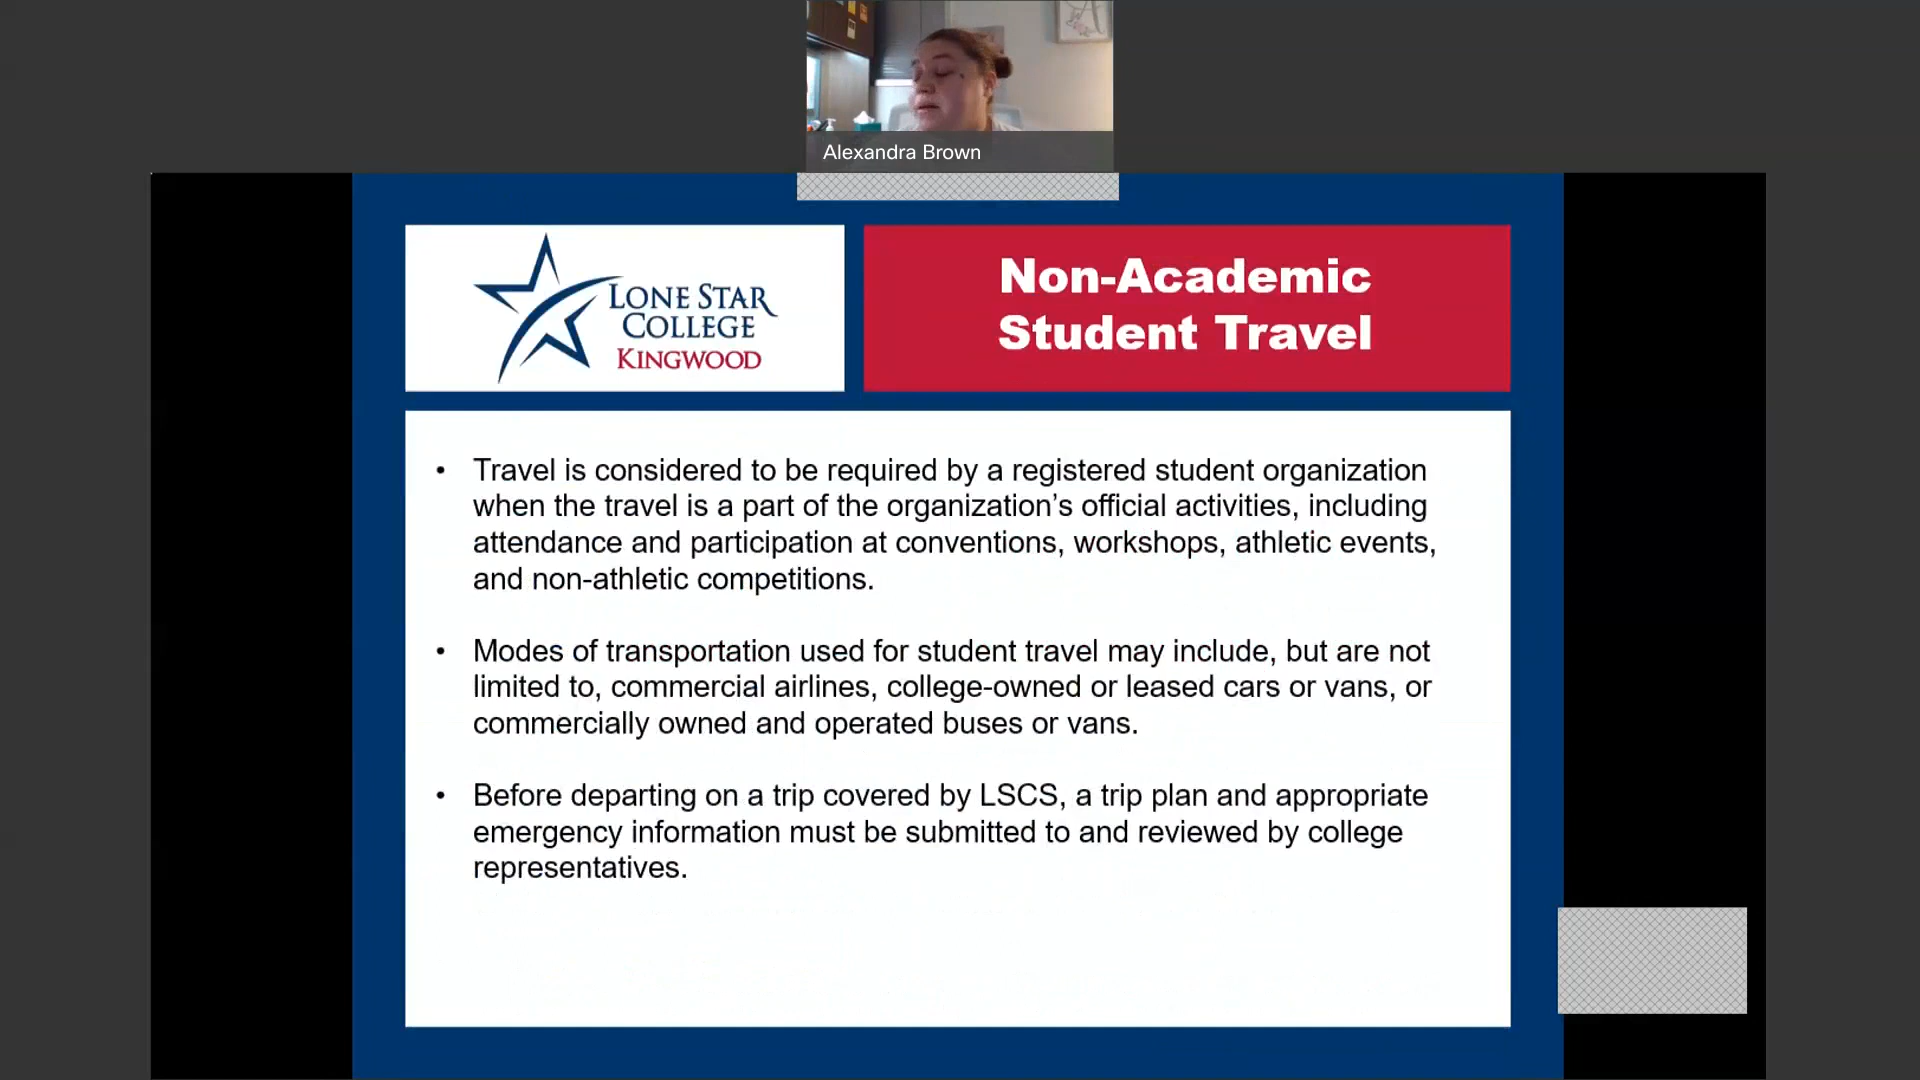 Alexandra Brown
LONE STAR
COLLEGE
KINGWOOD
Non-Academic
Student Travel
• Travel is considered to be required by a registered student organization
when the travel is a part of the organization’s official activities, including
attendance and participation at conventions, workshops, athletic events,
and non-athletic competitions.
• Modes of transportation used for student travel may include, but are not
limited to, commercial airlines, college-owned or leased cars or vans, or
commercially owned and operated buses or vans.
• Before departing on a trip covered by LSCS, a trip plan and appropriate
emergency information must be submitted to and reviewed by college
representatives.